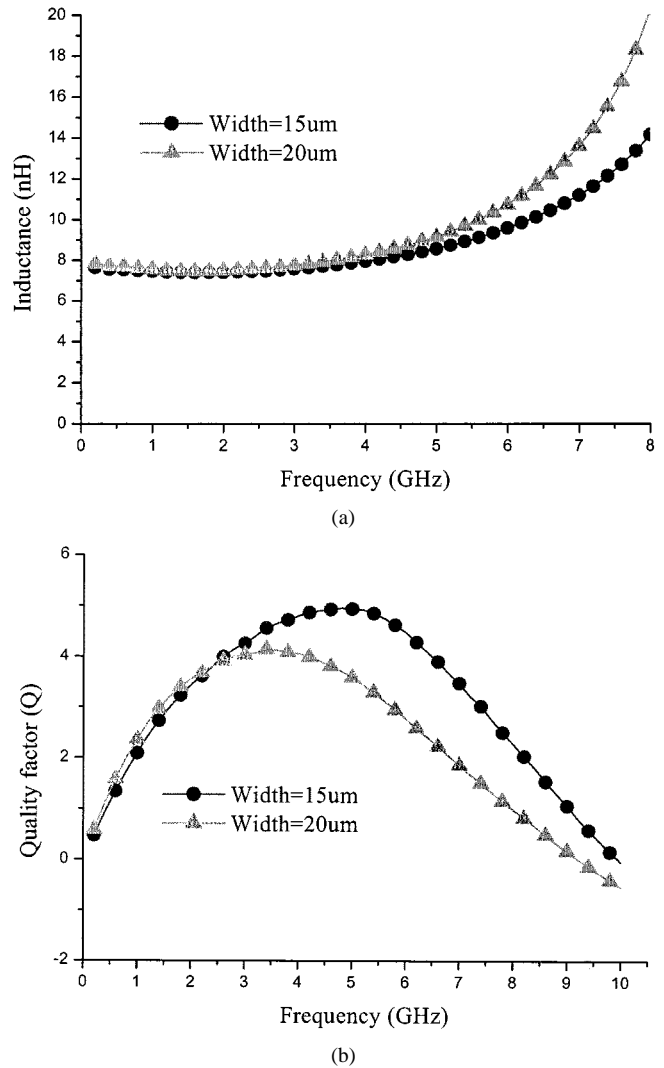 20
18
16
14
12
10
8
6
4
2
0
Inductance (nH)
Width=15um
Width=20um
0 1 2 3 4 5 6 7 8
Frequency (GHz)
(a)
6
4
2
0
-2
Quality factor (Q)
Width=15um
Width=20um
0 1 2 3 4 5 6 7 8 9 10
Frequency (GHz)
(b)